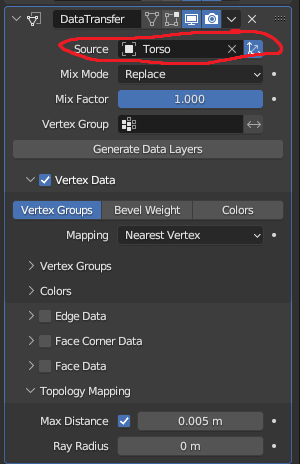 DataTransfer
Source Torso
Mix Mode Replace
Mix Factor 1.000
Vertex Group
Generate Data Layers
Vertex Data
Vertex Groups Bevel Weight Colors
Mapping Nearest Vertex
Vertex Groups
Colors
Edge Data
Face Corner Data
Face Data
Topology Mapping
Max Distance 0.005 m
Ray Radius 0 m